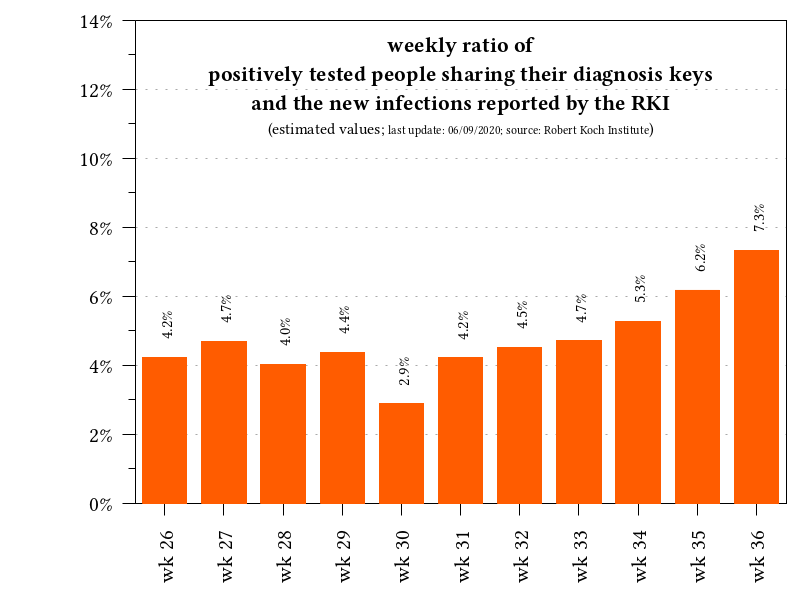 weekly ratio of
positively tested people sharing their diagnosis keys
and the new infections reported by the RKI
(estimated values; last update: 06/09/2020; source: Robert Koch Institute)
14%
12%
10%
8%
6%
4%
2%
0%
4.2%
4.7%
4.0%
4.4%
2.9%
4.2%
4.5%
4.7%
5.3%
6.2%
7.3%
wk 26
wk 27
wk 28
wk 29
wk 30
wk 31
wk 32
wk 33
wk 34
wk 35
wk 36